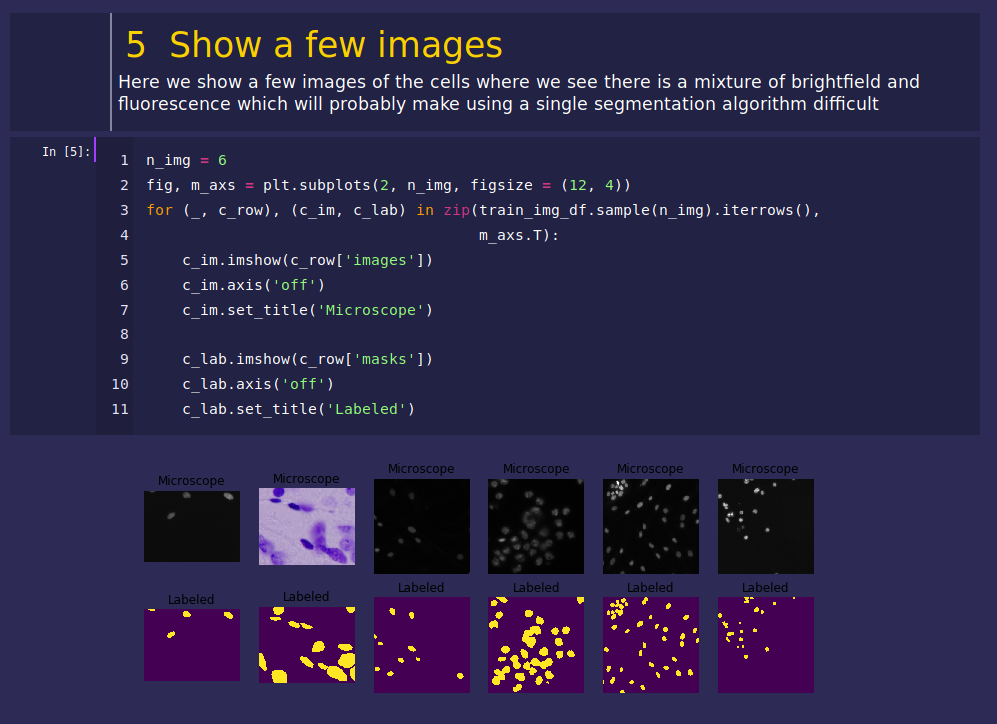 5 Show a few images
Here we show a few images of the cells where we see there is a mixture of brightfield and
fluorescence which will probably make using a single segmentation algorithm difficult
In [5]:
1 n_img = 6
2 fig, m_axs = plt.subplots(2, n_img, figsize = (12, 4))
3 for (_, c_row), (c_im, c_lab) in zip(train_img_df.sample(n_img).iterrows(),
4                                      m_axs.T):
5     c_im.imshow(c_row['images'])
6     c_im.axis('off')
7     c_im.set_title('Microscope')
8
9     c_lab.imshow(c_row['masks'])
10     c_lab.axis('off')
11     c_lab.set_title('Labeled')
Microscope Microscope Microscope Microscope Microscope Microscope
Labeled Labeled Labeled Labeled Labeled Labeled